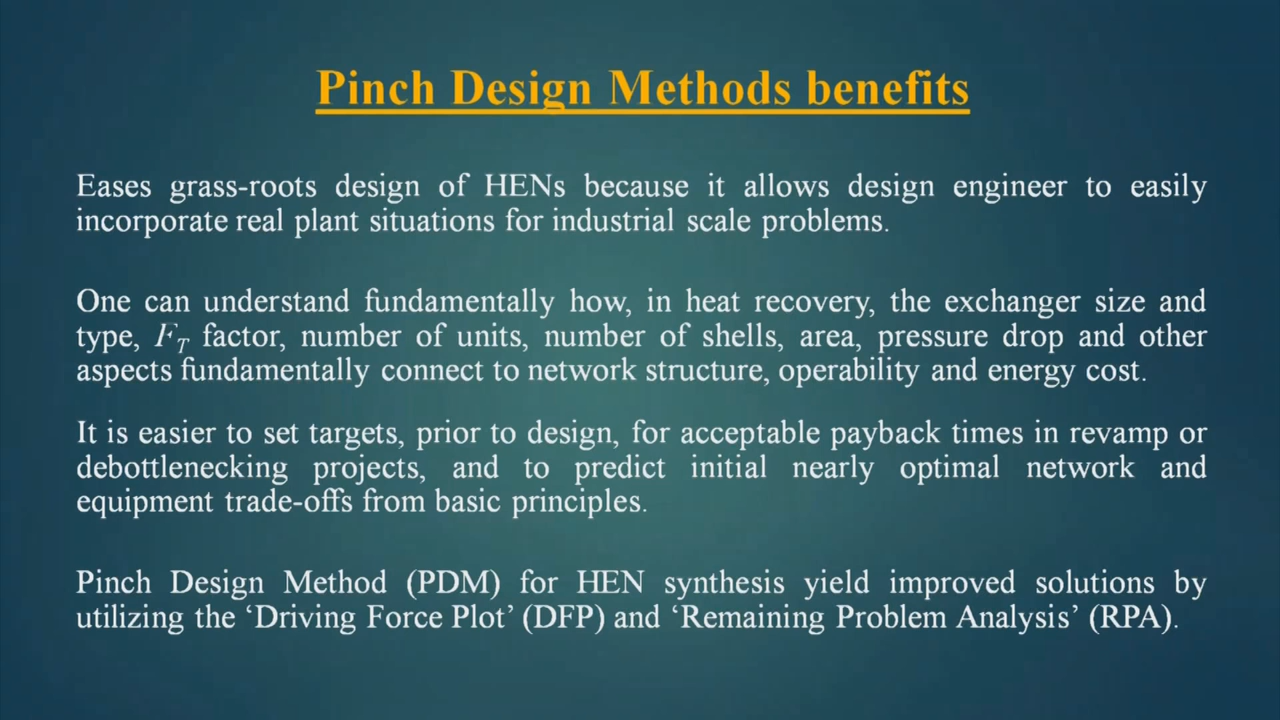 Pinch Design Methods benefits
Eases grass-roots design of HENs because it allows design engineer to easily
incorporate real plant situations for industrial scale problems.
One can understand fundamentally how, in heat recovery, the exchanger size and
type, F_T factor, number of units, number of shells, area, pressure drop and other
aspects fundamentally connect to network structure, operability and energy cost.
It is easier to set targets, prior to design, for acceptable payback times in revamp or
debottlenecking projects, and to predict initial nearly optimal network and
equipment trade-offs from basic principles.
Pinch Design Method (PDM) for HEN synthesis yield improved solutions by
utilizing the ‘Driving Force Plot’ (DFP) and ‘Remaining Problem Analysis’ (RPA).